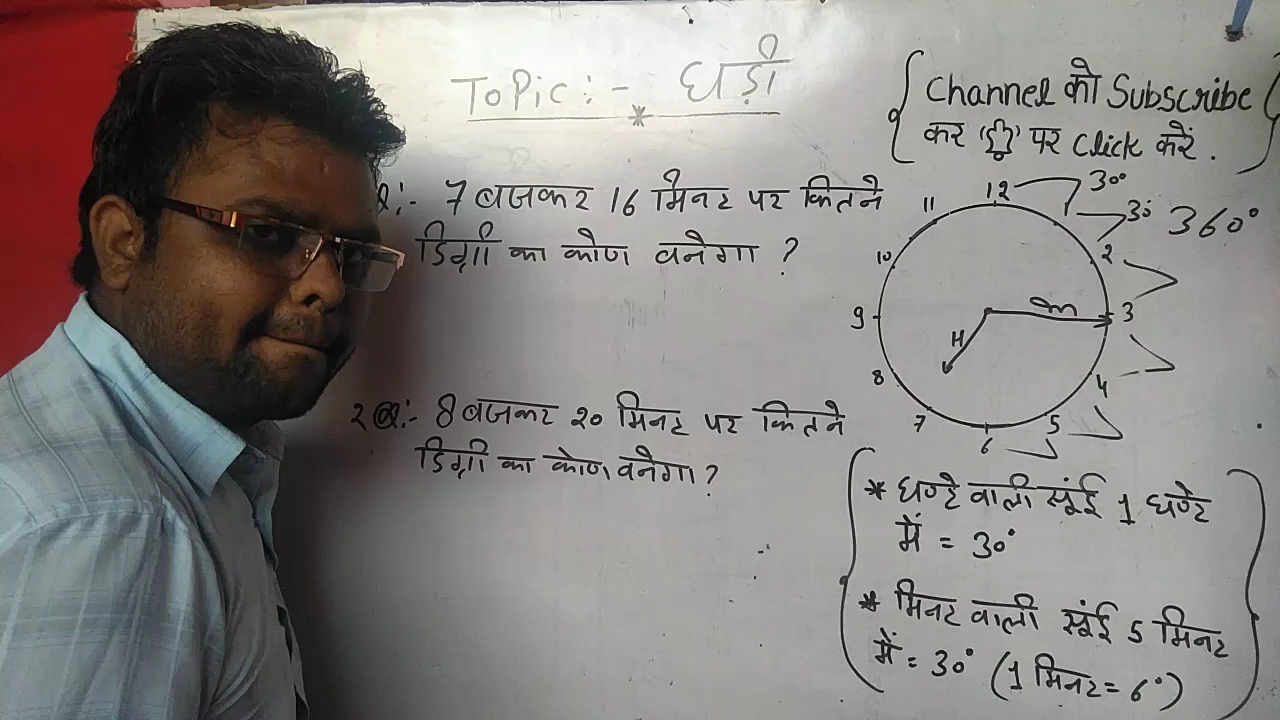 Topic:- घड़ी
{ Channel को Subscribe
कर '🔔' पर Click करें. }
Q:- 7 बजकर 16 मिनट पर कितने
डिग्री का कोण बनेगा ?
2 Q:- 8 बजकर 20 मिनट पर कितने
डिग्री का कोण बनेगा ?
12
30°
11
30°
360°
2
10
m
3
9
H
8
4
7
5
6
* घण्टे वाली सूंई 1 घण्टे
में = 30°
* मिनट वाली सूंई 5 मिनट
में = 30° (1 मिनट = 6°)